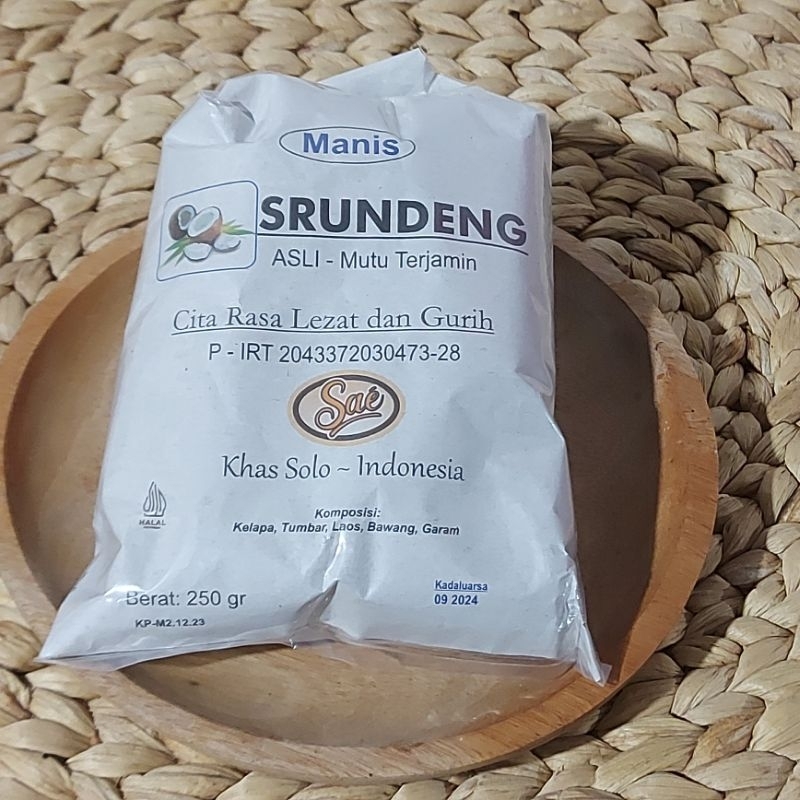 Manis
SRUNDENG
ASLI - Mutu Terjamin
Cita Rasa Lezat dan Gurih
P - IRT 2043372030473-28
Saé
Khas Solo ~ Indonesia
HALAL
Komposisi:
Kelapa, Tumbar, Laos, Bawang, Garam
Berat: 250 gr
KP-M2.12.23
Kadaluarsa
09 2024